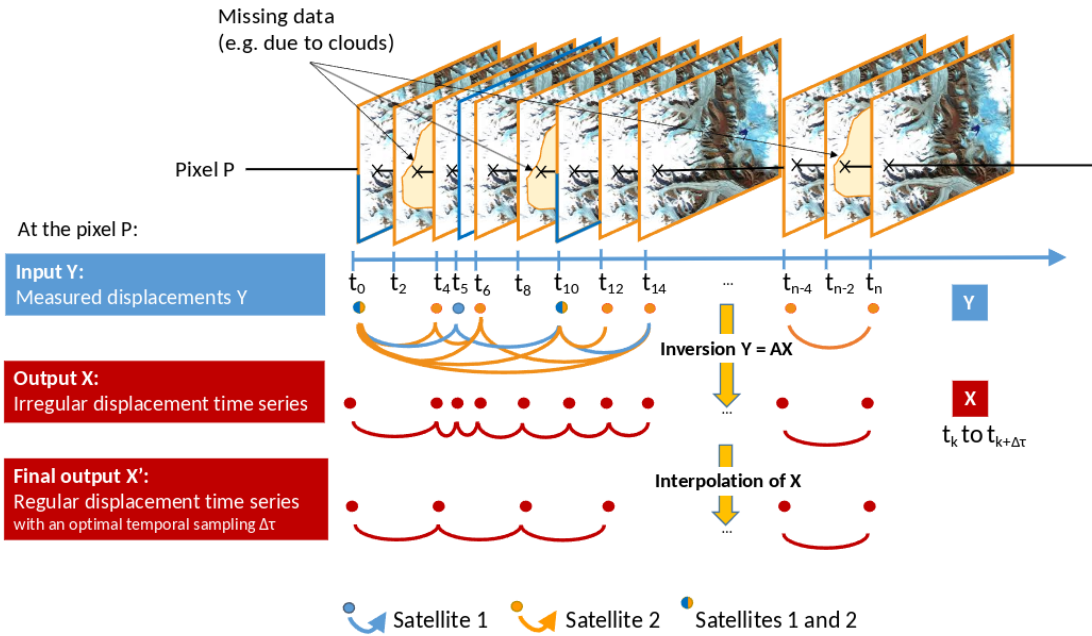 Missing data
(e.g. due to clouds)
Pixel P
At the pixel P:
Input Y:
Measured displacements Y
t0 t2 t4 t5 t6 t8 t10 t12 t14 ... tn-4 tn-2 tn
Y
Inversion Y = AX
Output X:
Irregular displacement time series
...
X
tk to tk+Δτ
Final output X’:
Regular displacement time series
with an optimal temporal sampling Δτ
Interpolation of X
...
Satellite 1
Satellite 2
Satellites 1 and 2